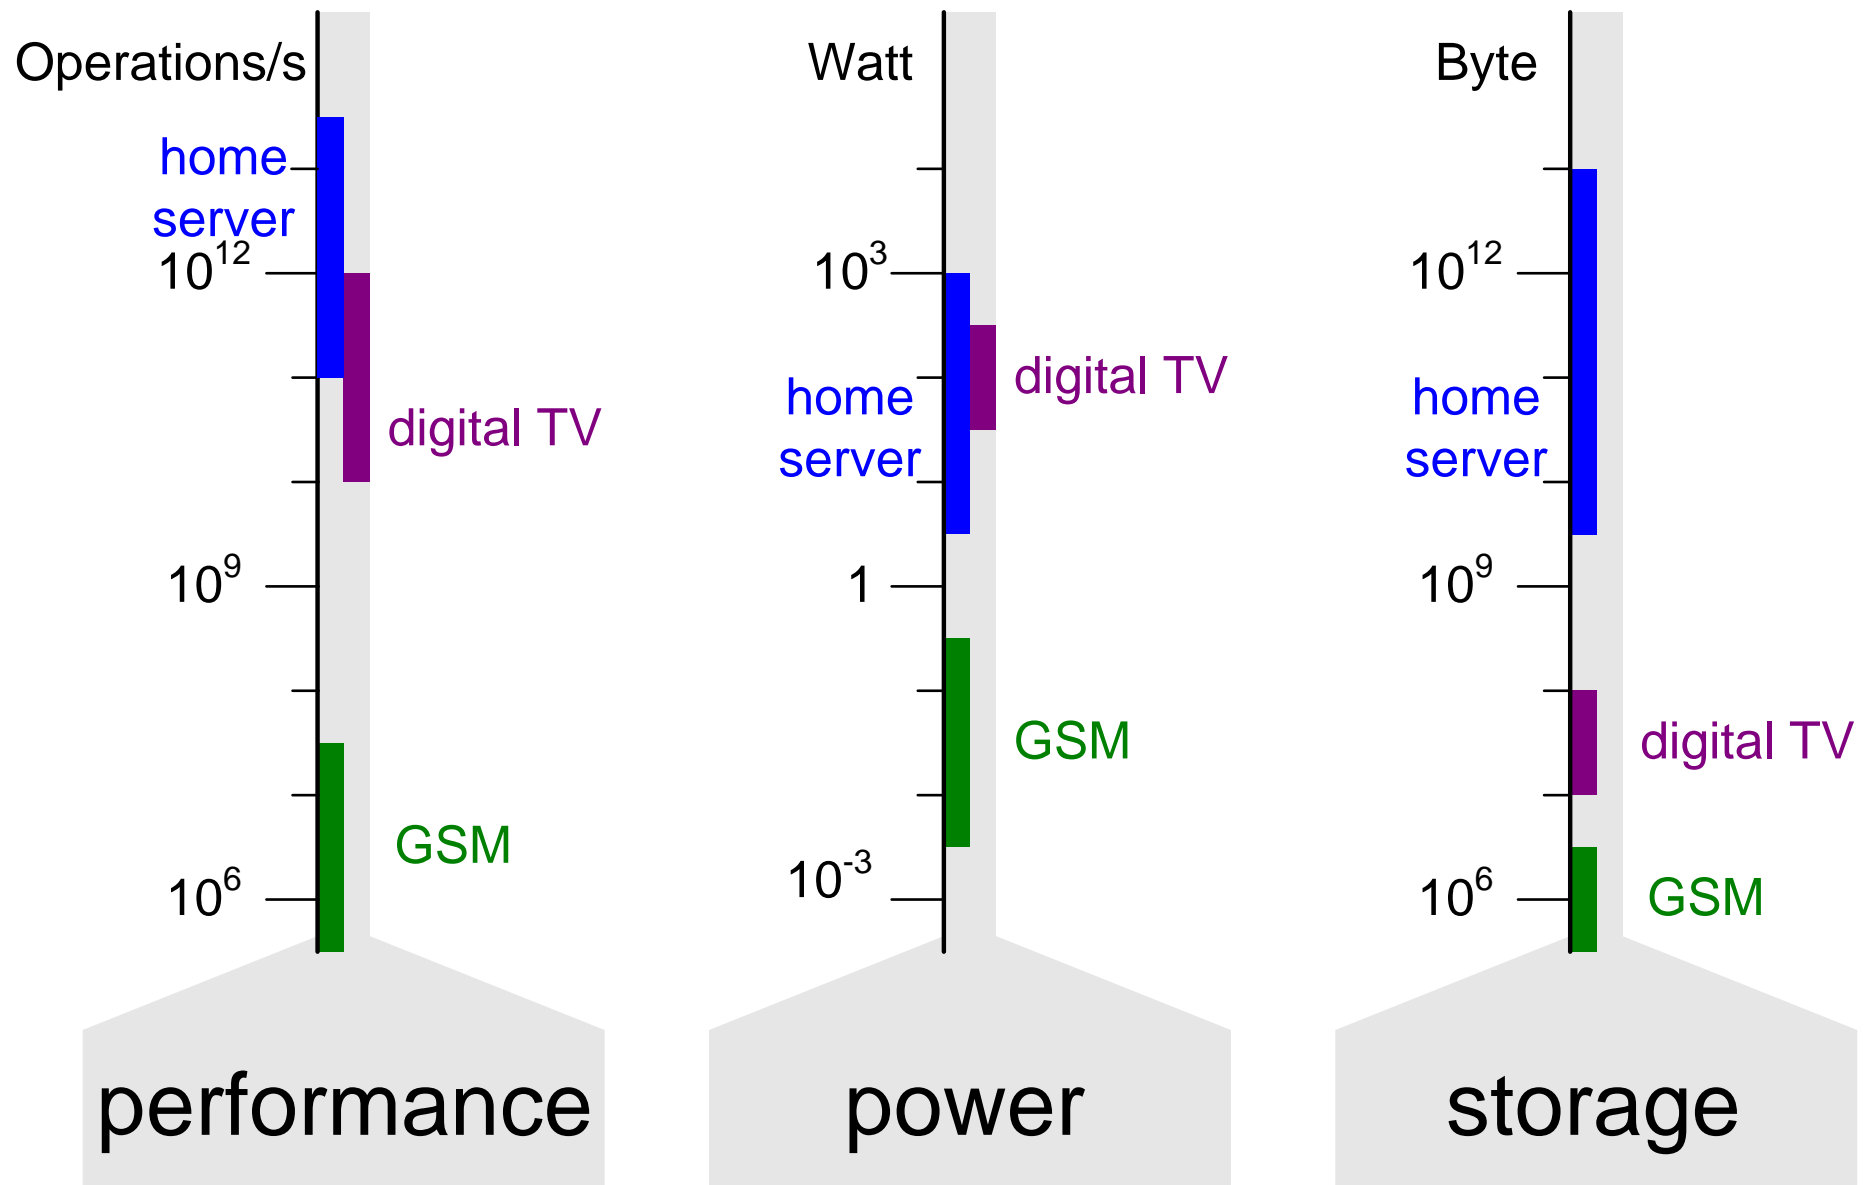 Operations/s
home
server
10^12
digital TV
10^9
GSM
10^6
performance
Watt
10^3
digital TV
home
server
1
GSM
10^-3
power
Byte
10^12
home
server
10^9
digital TV
10^6
GSM
storage